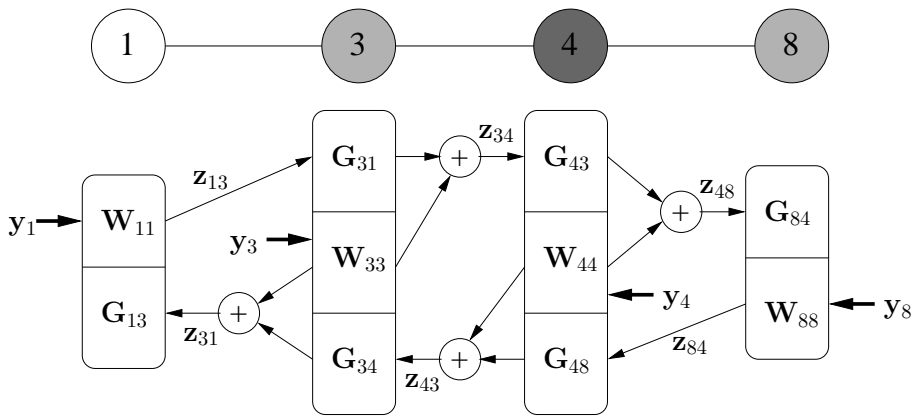 1 3 4 8
G₃₁ + z₃₄ G₄₃
z₁₃ z₄₈
y₁ W₁₁ + G₈₄
y₃ W₃₃ W₄₄
y₄
G₁₃ + W₈₈ y₈
z₃₁ z₈₄
G₃₄ z₄₃ + G₄₈